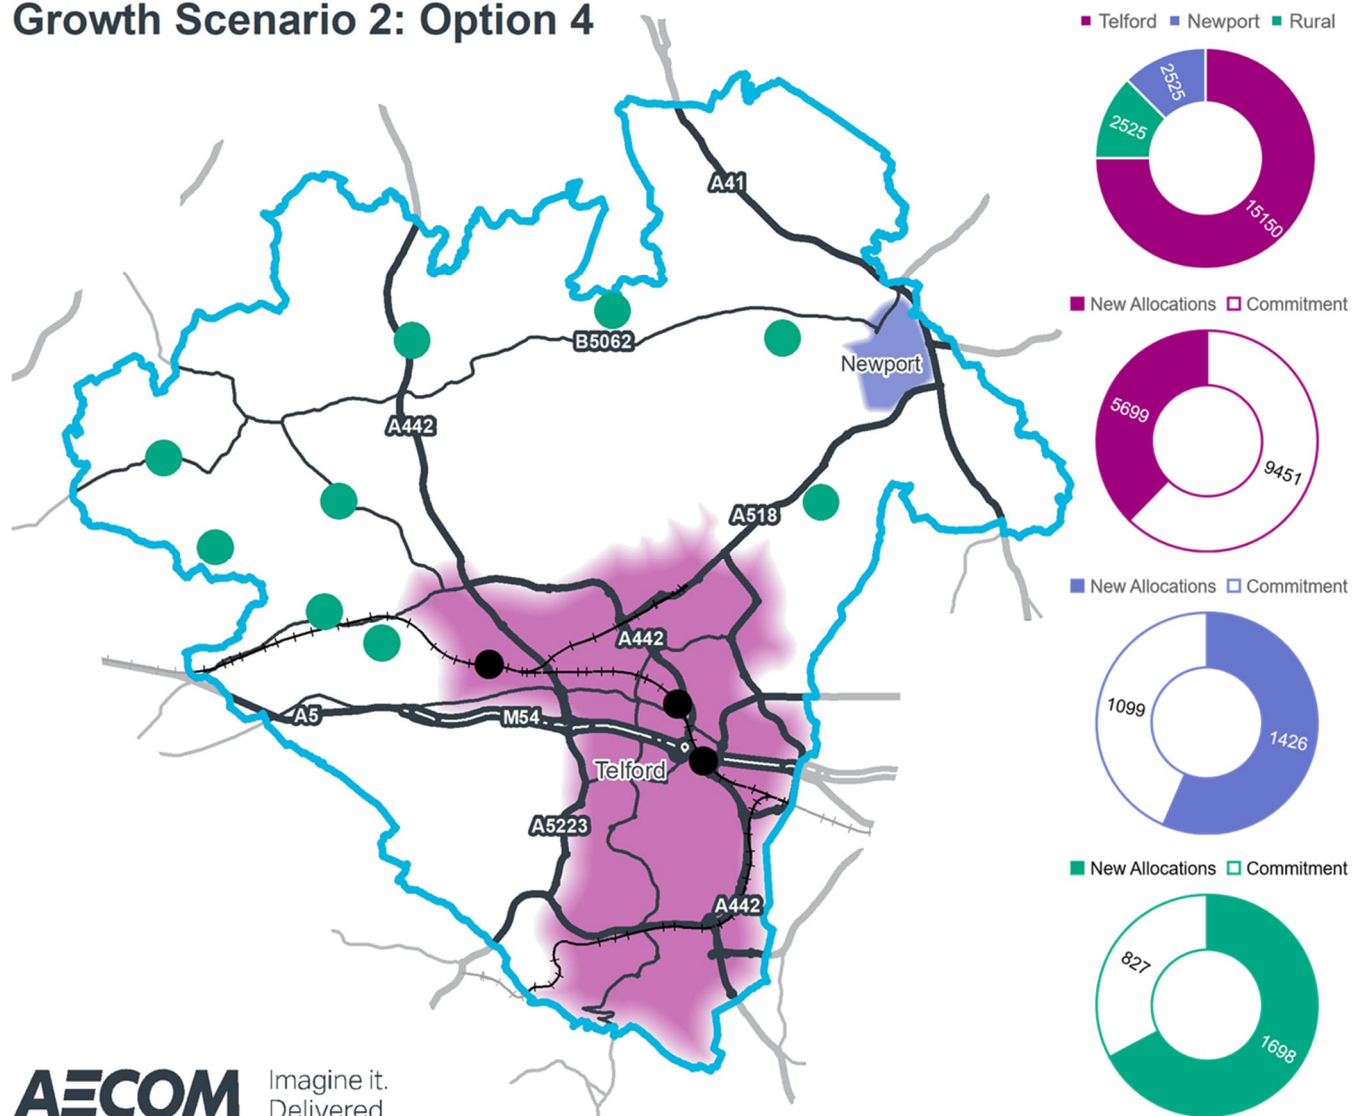 Growth Scenario 2: Option 4
Telford Newport Rural
2525
2525
15150
A41
New Allocations Commitment
5699
9451
B5062
Newport
A442
A518
New Allocations Commitment
1099
1426
A442
A5
M54
Telford
A5223
New Allocations Commitment
827
1698
A442
AECOM
Imagine it.
Delivered